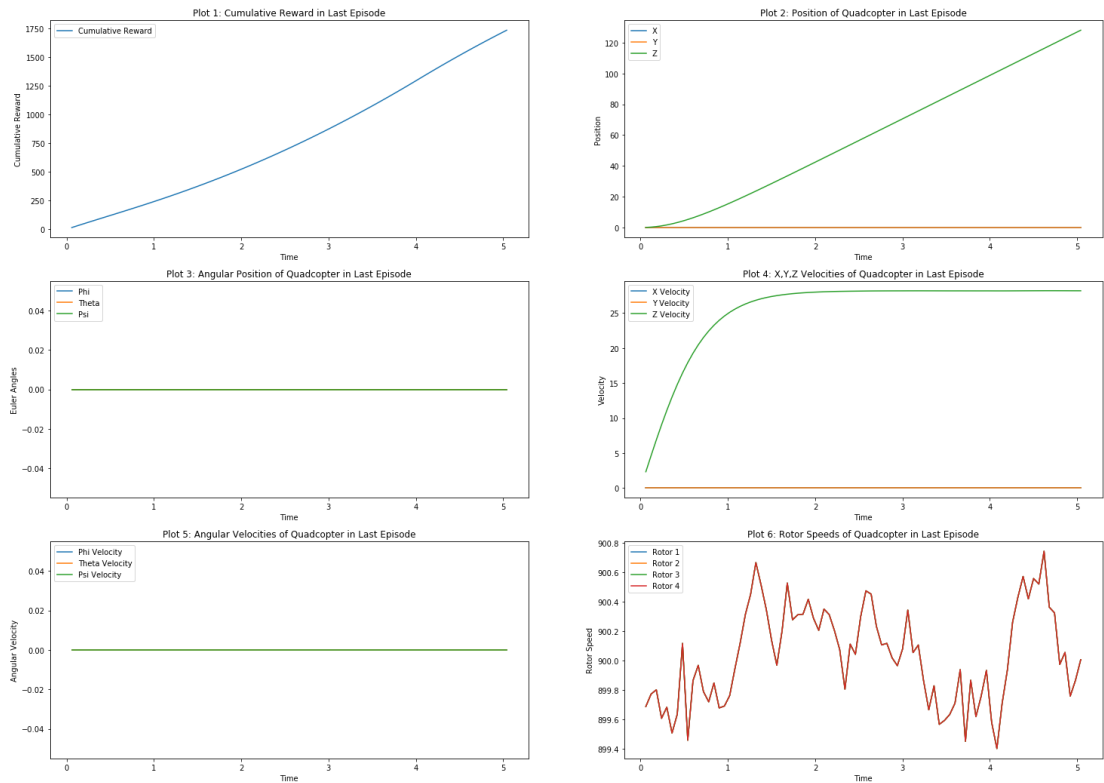 Plot 1: Cumulative Reward in Last Episode
Cumulative Reward
1750
1500
1250
1000
750
500
250
0
Cumulative Reward
0 1 2 3 4 5
Time
Plot 2: Position of Quadcopter in Last Episode
X
Y
Z
120
100
80
60
40
20
0
Position
0 1 2 3 4 5
Time
Plot 3: Angular Position of Quadcopter in Last Episode
Phi
Theta
Psi
0.04
0.02
0.00
−0.02
−0.04
Euler Angles
0 1 2 3 4 5
Time
Plot 4: X,Y,Z Velocities of Quadcopter in Last Episode
X Velocity
Y Velocity
Z Velocity
25
20
15
10
5
0
Velocity
0 1 2 3 4 5
Time
Plot 5: Angular Velocities of Quadcopter in Last Episode
Phi Velocity
Theta Velocity
Psi Velocity
0.04
0.02
0.00
−0.02
−0.04
Angular Velocity
0 1 2 3 4 5
Time
Plot 6: Rotor Speeds of Quadcopter in Last Episode
Rotor 1
Rotor 2
Rotor 3
Rotor 4
900.8
900.6
900.4
900.2
900.0
899.8
899.6
899.4
Rotor Speed
0 1 2 3 4 5
Time